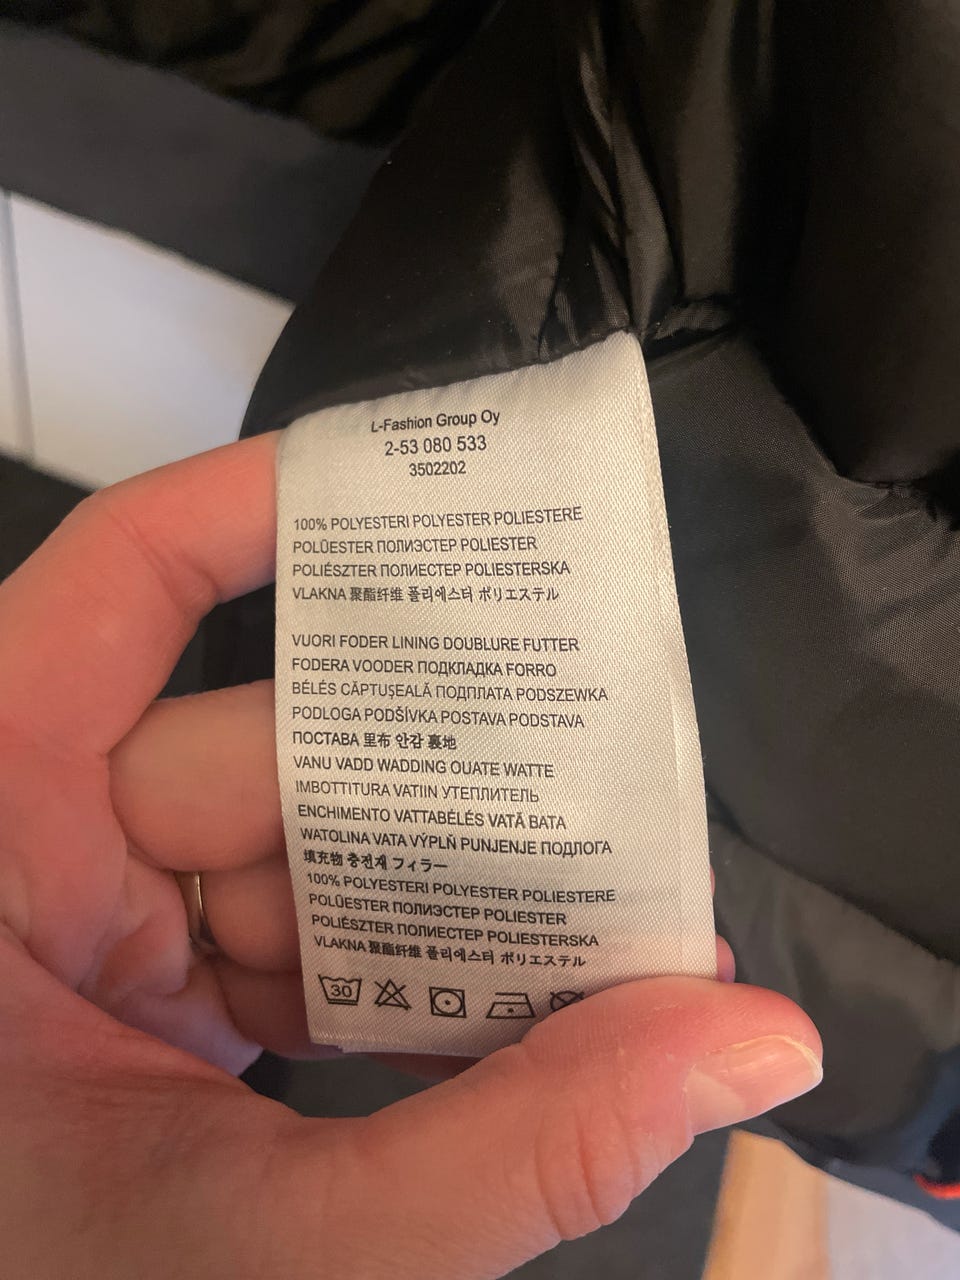 L-Fashion Group Oy
2-53 080 533
3502202
100% POLYESTERI POLYESTER POLIESTERE
POLÜESTER ПОЛИЭСТЕР POLIESTER
POLIÉSZTER ПОЛИЕСТЕР POLIESTERSKA
VLAKNA 聚酯纤维 폴리에스터 ポリエステル
VUORI FODER LINING DOUBLURE FUTTER
FODERA VOODER ПОДКЛАДКА FORRO
BÉLÉS CĂPTUŞEALĂ ПОДПЛАТА PODSZEWKA
PODLOGA PODŠÍVKA POSTAVA PODSTAVA
ПОСТАВА 里布 안감 裏地
VANU VADD WADDING OUATE WATTE
IMBOTTITURA VATIIN УТЕПЛИТЕЛЬ
ENCHIMENTO VATTABÉLÉS VATĂ BATA
WATOLINA VATA VÝPLŇ PUNJENJE ПОДЛОГА
填充物 충전재 フィラー
100% POLYESTERI POLYESTER POLIESTERE
POLÜESTER ПОЛИЭСТЕР POLIESTER
POLIÉSZTER ПОЛИЕСТЕР POLIESTERSKA
VLAKNA 聚酯纤维 폴리에스터 ポリエステル
30